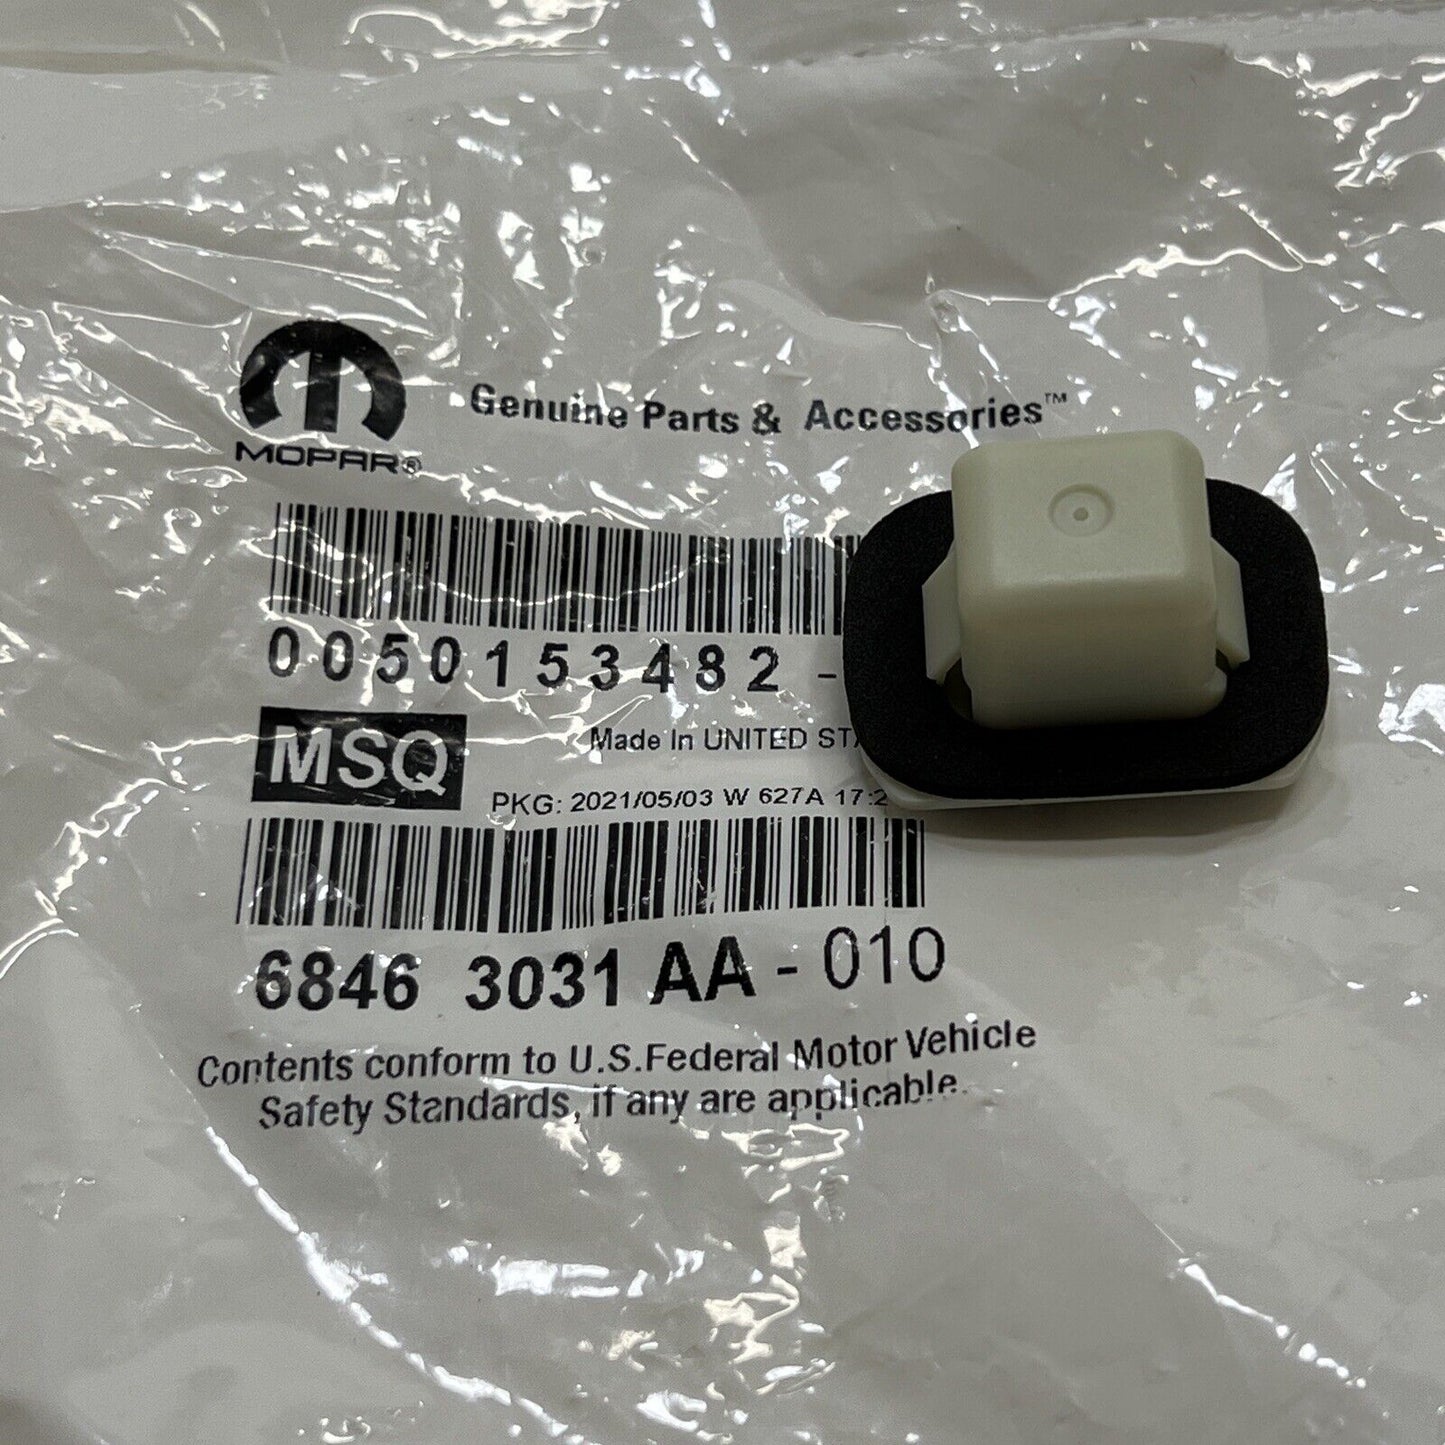 MOPAR®
Genuine Parts & Accessories™
0050153482 -
MSQ
Made In UNITED STA
PKG: 2021/05/03 W 627A 17:2
6846 3031 AA - 010
Contents conform to U.S.Federal Motor Vehicle
Safety Standards, if any are applicable.